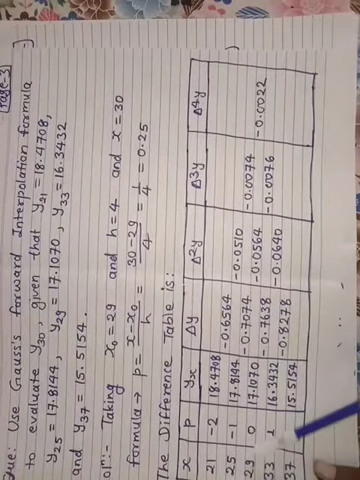 Page-3
Que: Use Gauss's forward Interpolation formula
to evaluate y₃₀, given that y₂₁=18.4708,
y₂₅=17.8144, y₂₉=17.1070, y₃₃=16.3432
and y₃₇=15.5154.
Solⁿ:- Taking x₀=29 and h=4 and x=30
formula→ p = (x-x₀)/h = (30-29)/4 = 1/4 = 0.25
The Difference Table is:
x P yx Δy Δ²y Δ³y Δ⁴y
21 -2 18.4708
-0.6564
25 -1 17.8144 -0.0510
-0.7074 -0.0074
29 0 17.1070 -0.0564 -0.0022
-0.7638 -0.0076
33 1 16.3432 -0.0640
-0.8278
37 15.5154